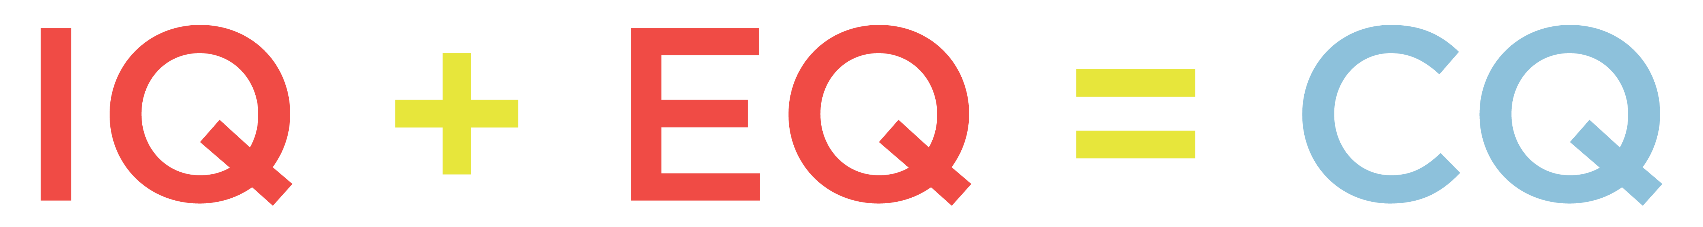 IQ + EQ = CQ